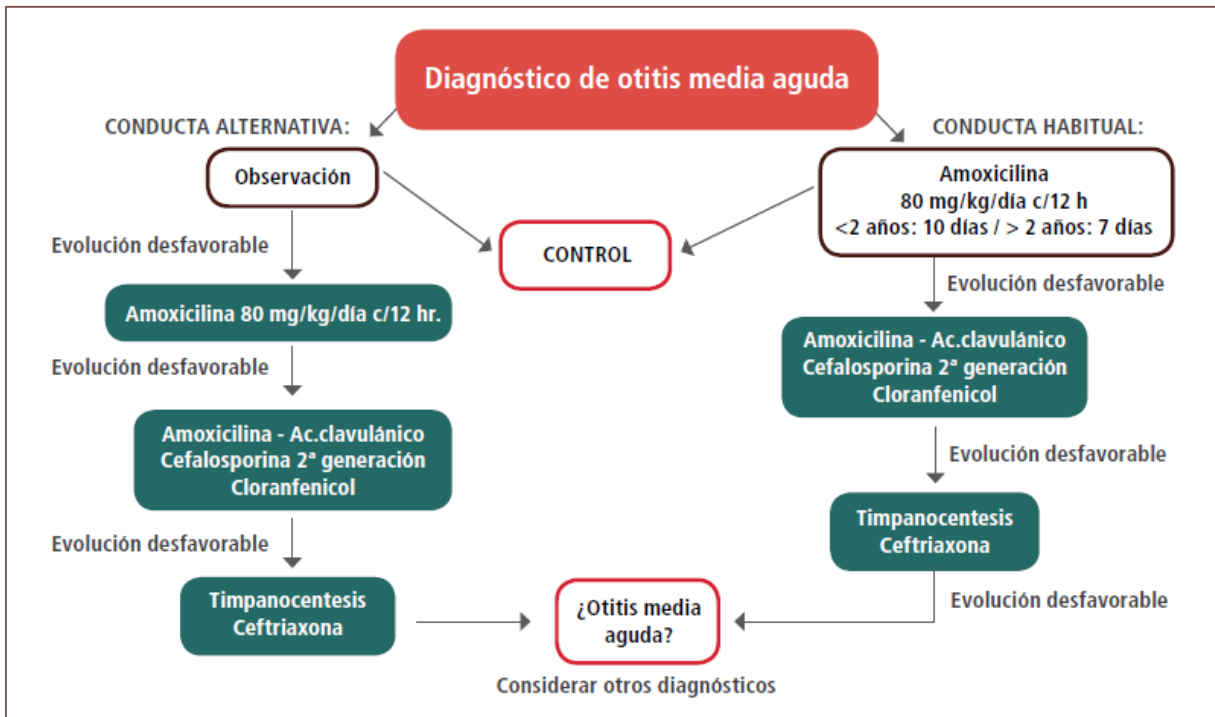 Diagnóstico de otitis media aguda
CONDUCTA ALTERNATIVA:
Observación
Evolución desfavorable
Amoxicilina 80 mg/kg/día c/12 hr.
Evolución desfavorable
Amoxicilina - Ac.clavulánico
Cefalosporina 2ª generación
Cloranfenicol
Evolución desfavorable
Timpanocentesis
Ceftriaxona
CONTROL
CONDUCTA HABITUAL:
Amoxicilina
80 mg/kg/día c/12 h
<2 años: 10 días / > 2 años: 7 días
Evolución desfavorable
Amoxicilina - Ac.clavulánico
Cefalosporina 2ª generación
Cloranfenicol
Evolución desfavorable
Timpanocentesis
Ceftriaxona
Evolución desfavorable
¿Otitis media
aguda?
Considerar otros diagnósticos